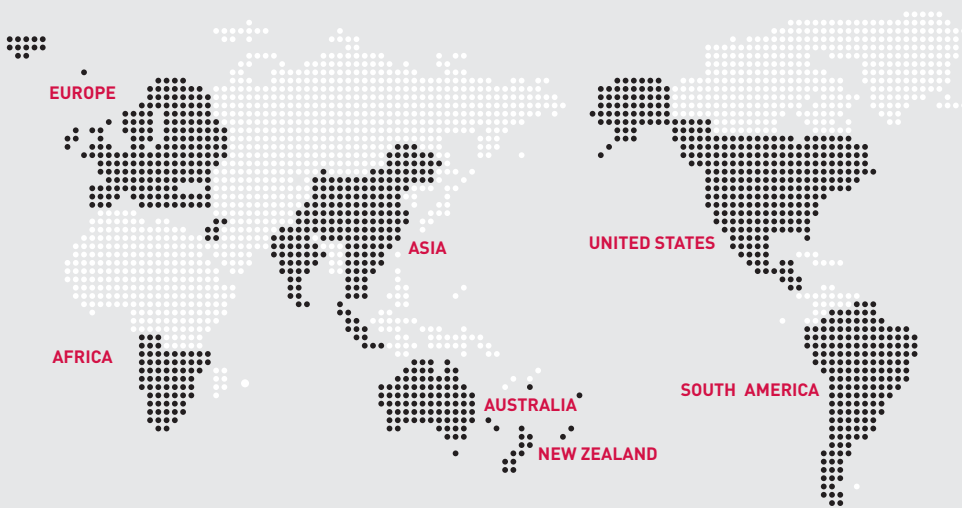 EUROPE
ASIA
UNITED STATES
AFRICA
SOUTH AMERICA
AUSTRALIA
NEW ZEALAND